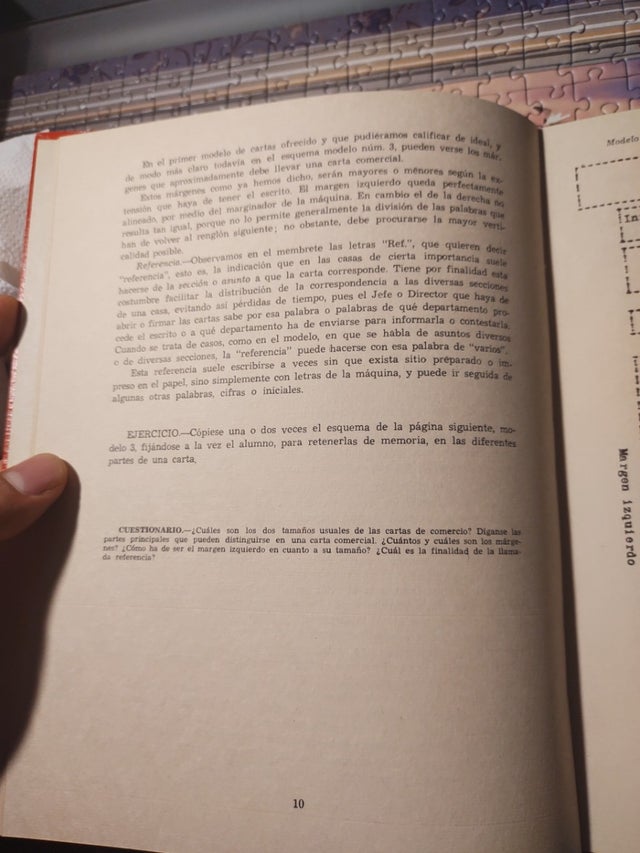 En el primer modelo de cartas ofrecido y que pudiéramos calificar de ideal, y
de modo más claro todavía en el esquema modelo núm. 3, pueden verse los már-
genes que aproximadamente debe llevar una carta comercial.
Estos márgenes como ya hemos dicho, serán mayores o menores según la ex-
tensión que haya de tener el escrito. El margen izquierdo queda perfectamente
alineado, por medio del marginador de la máquina. En cambio el de la derecha no
resulta tan igual, porque no lo permite generalmente la división de las palabras que
han de volver al renglón siguiente; no obstante, debe procurarse la mayor verti-
calidad posible.
Referencia.—Observamos en el membrete las letras "Ref.", que quieren decir
"referencia", esto es, la indicación que en las casas de cierta importancia suele
hacerse de la sección o asunto a que la carta corresponde. Tiene por finalidad esta
costumbre facilitar la distribución de la correspondencia a las diversas secciones
de una casa, evitando así pérdidas de tiempo, pues el Jefe o Director que haya de
abrir o firmar las cartas sabe por esa palabra o palabras de qué departamento pro-
cede el escrito o a qué departamento ha de enviarse para informarla o contestarla.
Cuando se trata de casos, como en el modelo, en que se habla de asuntos diversos
o de diversas secciones, la "referencia" puede hacerse con esa palabra de "varios".
Esta referencia suele escribirse a veces sin que exista sitio preparado o im-
preso en el papel, sino simplemente con letras de la máquina, y puede ir seguida de
algunas otras palabras, cifras o iniciales.
EJERCICIO.—Cópiese una o dos veces el esquema de la página siguiente, mo-
delo 3, fijándose a la vez el alumno, para retenerlas de memoria, en las diferentes
partes de una carta.
CUESTIONARIO.—¿Cuáles son los dos tamaños usuales de las cartas de comercio? Díganse las
partes principales que pueden distinguirse en una carta comercial. ¿Cuántos y cuáles son los márge-
nes? ¿Cómo ha de ser el margen izquierdo en cuanto a su tamaño? ¿Cuál es la finalidad de la llama-
da referencia?
10
Modelo
In
Margen izquierdo